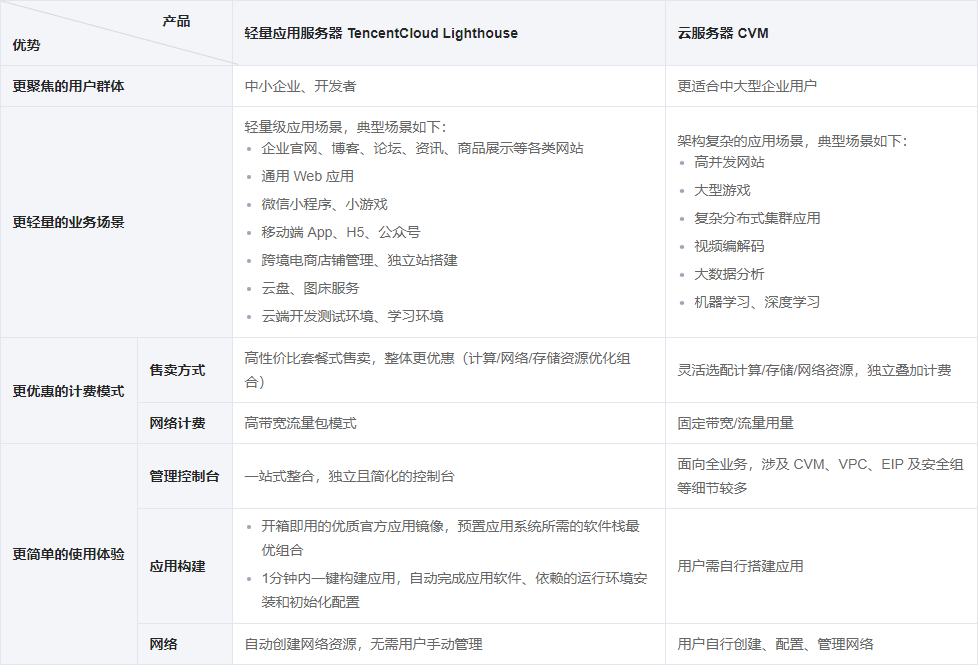 产品
优势
轻量应用服务器 TencentCloud Lighthouse
云服务器 CVM
更聚焦的用户群体
中小企业、开发者
更适合中大型企业用户
更轻量的业务场景
轻量级应用场景，典型场景如下：
企业官网、博客、论坛、资讯、商品展示等各类网站
通用 Web 应用
微信小程序、小游戏
移动端 App、H5、公众号
跨境电商店铺管理、独立站搭建
云盘、图床服务
云端开发测试环境、学习环境
架构复杂的应用场景，典型场景如下：
高并发网站
大型游戏
复杂分布式集群应用
视频编解码
大数据分析
机器学习、深度学习
更优惠的计费模式
售卖方式
高性价比套餐式售卖，整体更优惠（计算/网络/存储资源优化组
合）
灵活选配计算/存储/网络资源，独立叠加计费
网络计费
高带宽流量包模式
固定带宽/流量用量
更简单的使用体验
管理控制台
一站式整合，独立且简化的控制台
面向全业务，涉及 CVM、VPC、EIP 及安全组
等细节较多
应用构建
开箱即用的优质官方应用镜像，预置应用系统所需的软件栈最
优组合
1分钟内一键构建应用，自动完成应用软件、依赖的运行环境安
装和初始化配置
用户需自行搭建应用
网络
自动创建网络资源，无需用户手动管理
用户自行创建、配置、管理网络